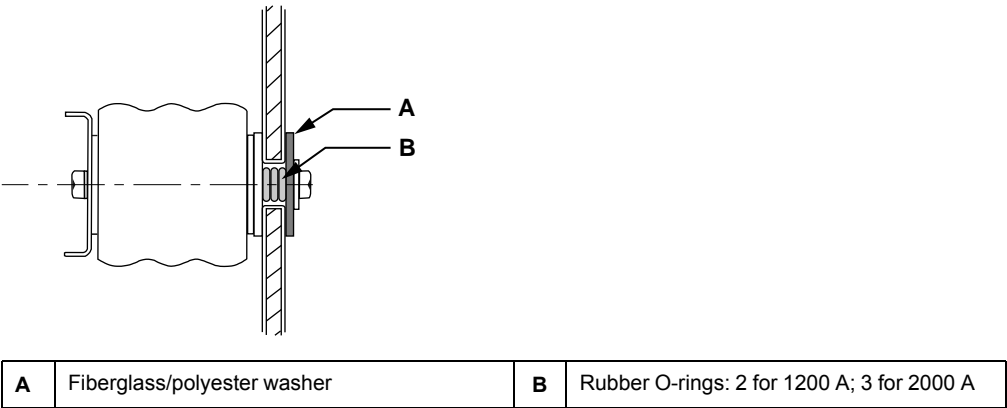 A
B
A Fiberglass/polyester washer B Rubber O-rings: 2 for 1200 A; 3 for 2000 A